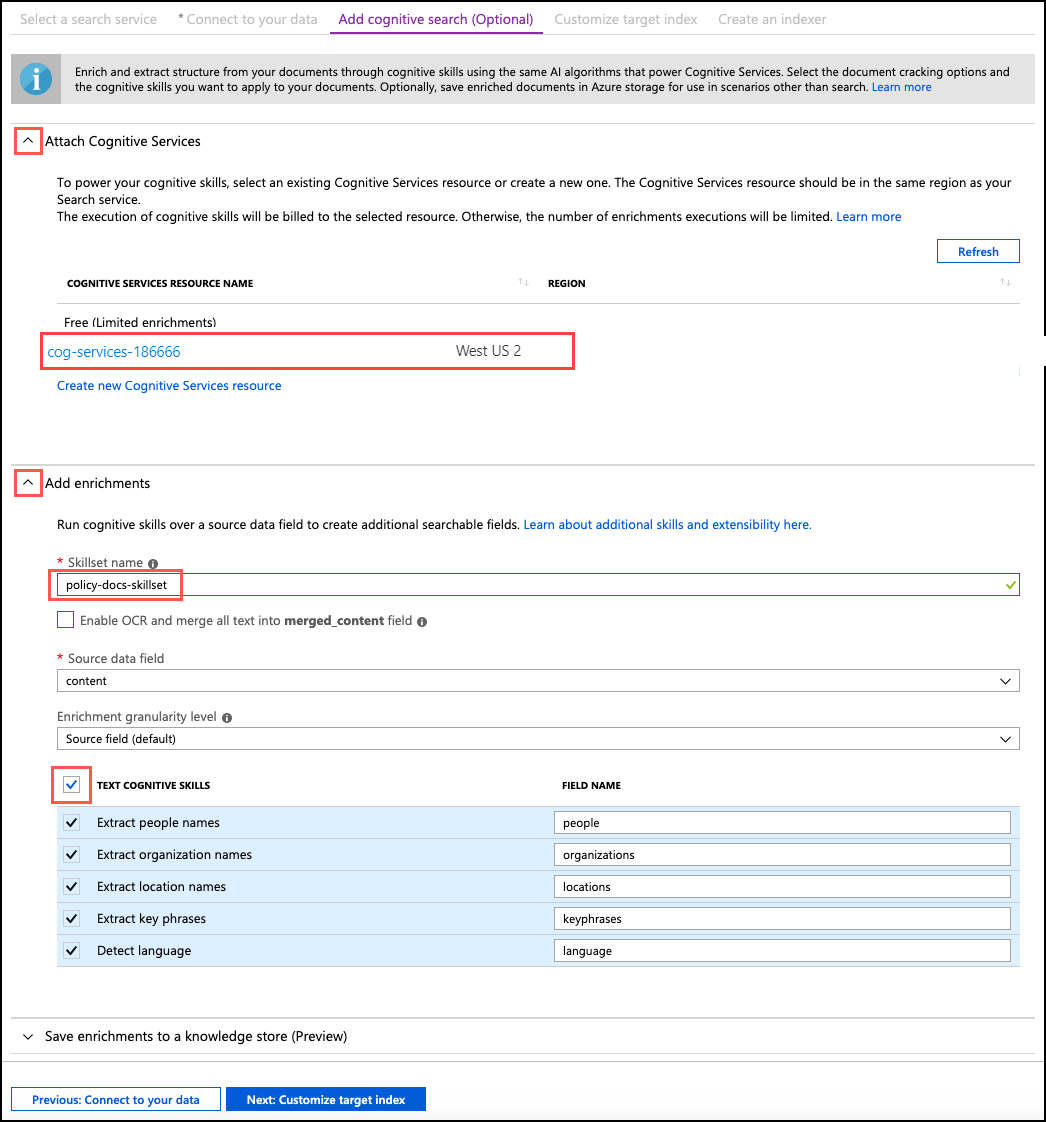 Select a search service * Connect to your data Add cognitive search (Optional) Customize target index Create an indexer
Enrich and extract structure from your documents through cognitive skills using the same AI algorithms that power Cognitive Services. Select the document cracking options and
the cognitive skills you want to apply to your documents. Optionally, save enriched documents in Azure storage for use in scenarios other than search. Learn more
Attach Cognitive Services
To power your cognitive skills, select an existing Cognitive Services resource or create a new one. The Cognitive Services resource should be in the same region as your
Search service.
The execution of cognitive skills will be billed to the selected resource. Otherwise, the number of enrichments executions will be limited. Learn more
Refresh
COGNITIVE SERVICES RESOURCE NAME REGION
Free (Limited enrichments)
cog-services-186666 West US 2
Create new Cognitive Services resource
Add enrichments
Run cognitive skills over a source data field to create additional searchable fields. Learn about additional skills and extensibility here.
* Skillset name
policy-docs-skillset
Enable OCR and merge all text into merged_content field
* Source data field
content
Enrichment granularity level
Source field (default)
TEXT COGNITIVE SKILLS FIELD NAME
Extract people names people
Extract organization names organizations
Extract location names locations
Extract key phrases keyphrases
Detect language language
Save enrichments to a knowledge store (Preview)
Previous: Connect to your data Next: Customize target index